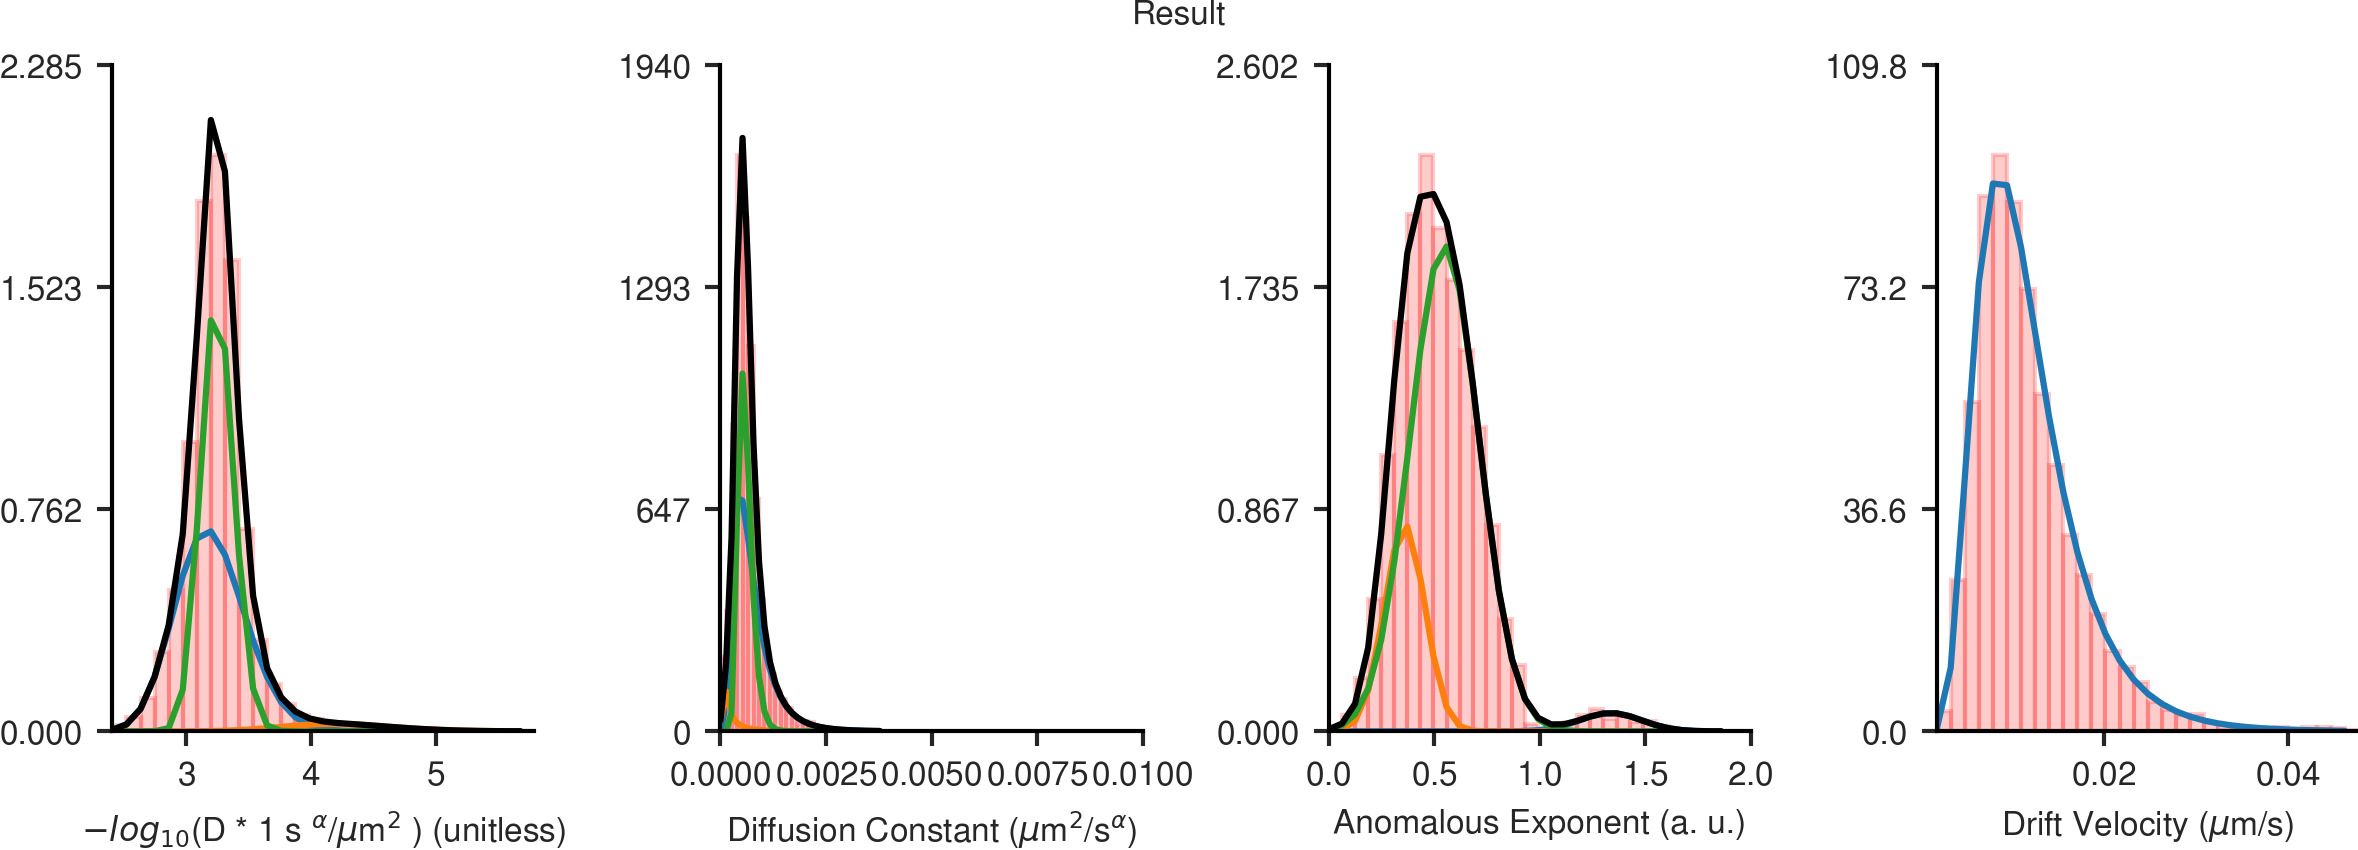 Result
2.285
1.523
0.762
0.000
3 4 5
−log10(D * 1 s α/μm2 ) (unitless)
1940
1293
647
0
0.0000 0.0025 0.0050 0.0075 0.0100
Diffusion Constant (μm2/sα)
2.602
1.735
0.867
0.000
0.0 0.5 1.0 1.5 2.0
Anomalous Exponent (a. u.)
109.8
73.2
36.6
0.0
0.02 0.04
Drift Velocity (μm/s)